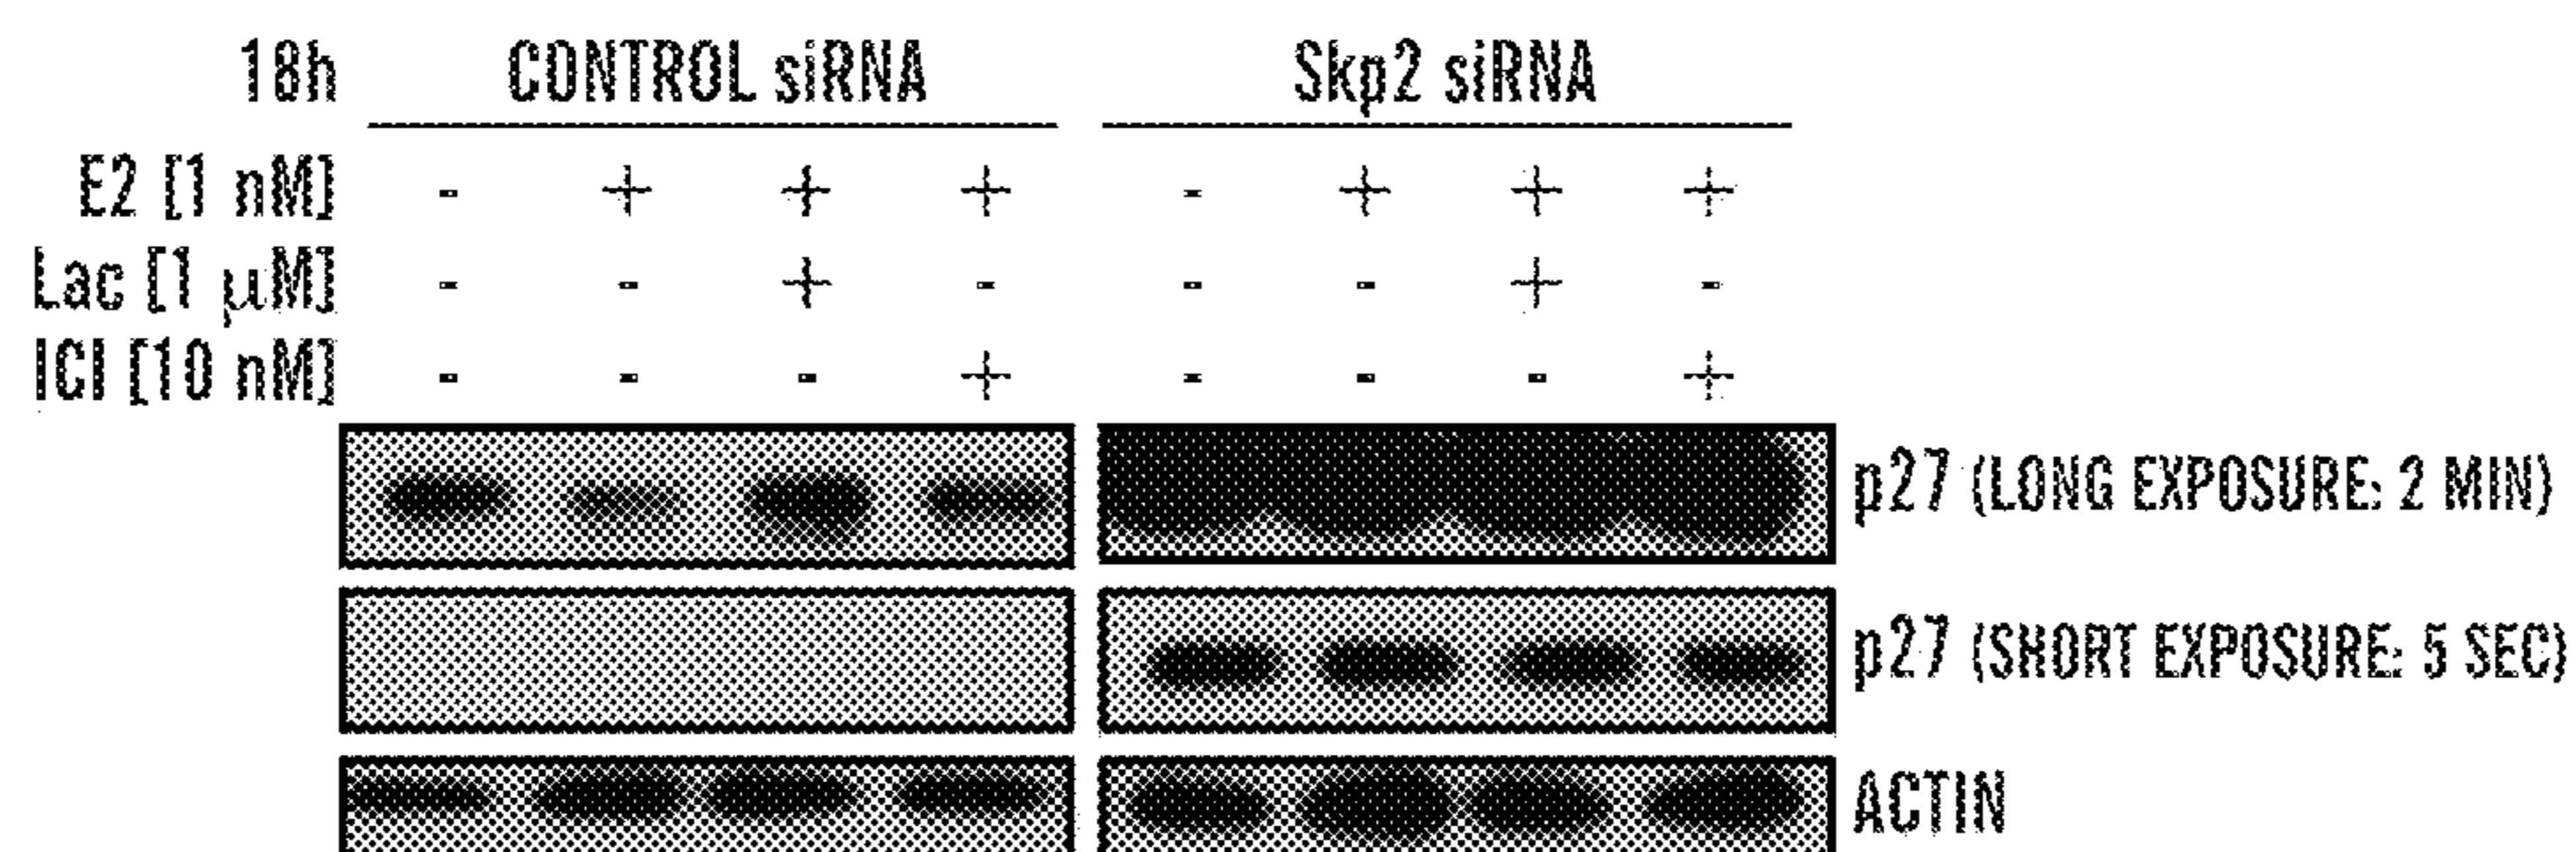 18h CONTROL siRNA Skp2 siRNA
E2 [1 nM] - + + + - + + +
Lac [1 µM] - - + - - - + -
ICI [10 nM] - - - + - - - +
p27 (LONG EXPOSURE: 2 MIN)
p27 (SHORT EXPOSURE: 5 SEC)
ACTIN